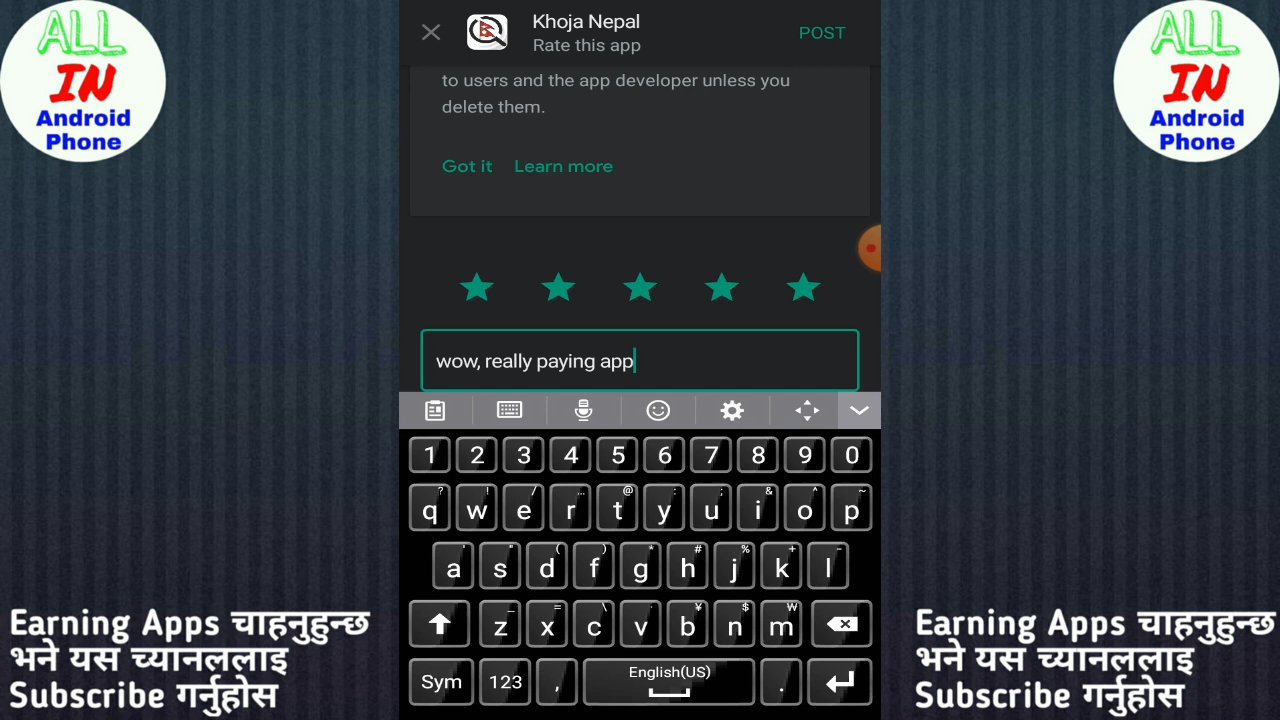 ALL
IN
Android
Phone
Khoja Nepal
Rate this app
POST
to users and the app developer unless you
delete them.
Got it Learn more
wow, really paying app
1 2 3 4 5 6 7 8 9 0
q w e r t y u i o p
a s d f g h j k l
z x c v b n m
Sym 123 , English(US) .
Earning Apps चाहनुहुन्छ
भने यस च्यानललाइ
Subscribe गर्नुहोस
ALL
IN
Android
Phone
Earning Apps चाहनुहुन्छ
भने यस च्यानललाइ
Subscribe गर्नुहोस